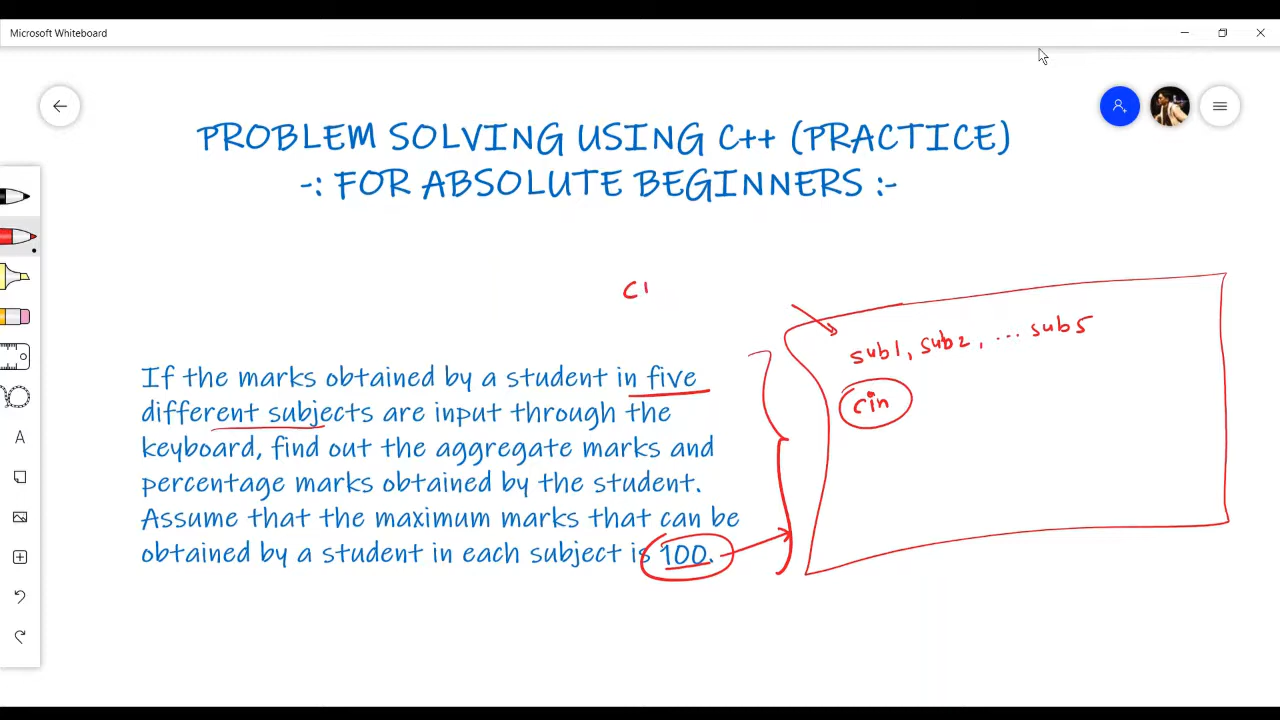 Microsoft Whiteboard
PROBLEM SOLVING USING C++ (PRACTICE)
-: FOR ABSOLUTE BEGINNERS :-
sub1, sub2, ... sub5
cin
If the marks obtained by a student in five
different subjects are input through the
keyboard, find out the aggregate marks and
percentage marks obtained by the student.
Assume that the maximum marks that can be
obtained by a student in each subject is 100.